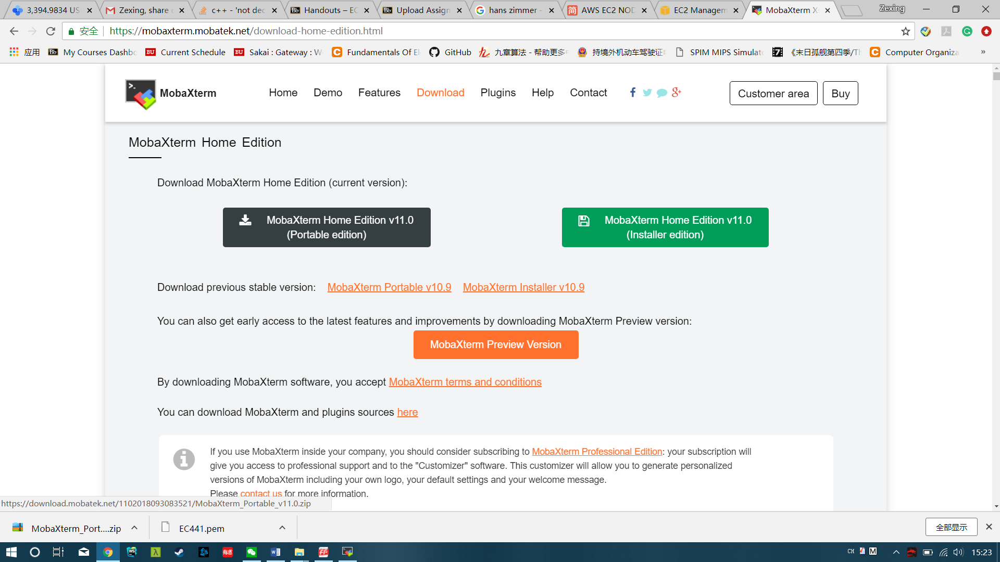 3,394.9834 US
Zexing, share
c++ - 'not dec
Handouts – EC
Upload Assign
hans zimmer -
AWS EC2 NOD
EC2 Managem
MobaXterm X
Zexing
安全
https://mobaxterm.mobatek.net/download-home-edition.html
应用
My Courses Dashbo
Current Schedule
Sakai : Gateway : W
Fundamentals Of El
GitHub
九章算法 - 帮助更多
持境外机动车驾驶证
SPIM MIPS Simulat
《末日孤舰第四季/Th
Computer Organiza
»
MobaXterm
Home
Demo
Features
Download
Plugins
Help
Contact
Customer area
Buy
MobaXterm Home Edition
Download MobaXterm Home Edition (current version):
MobaXterm Home Edition v11.0
(Portable edition)
MobaXterm Home Edition v11.0
(Installer edition)
Download previous stable version: MobaXterm Portable v10.9 MobaXterm Installer v10.9
You can also get early access to the latest features and improvements by downloading MobaXterm Preview version:
MobaXterm Preview Version
By downloading MobaXterm software, you accept MobaXterm terms and conditions
You can download MobaXterm and plugins sources here
If you use MobaXterm inside your company, you should consider subscribing to MobaXterm Professional Edition: your subscription will
give you access to professional support and to the "Customizer" software. This customizer will allow you to generate personalized
versions of MobaXterm including your own logo, your default settings and your welcome message.
Please contact us for more information.
https://download.mobatek.net/1102018093083521/MobaXterm_Portable_v11.0.zip
MobaXterm_Port....zip
EC441.pem
全部显示
CH
M
15:23